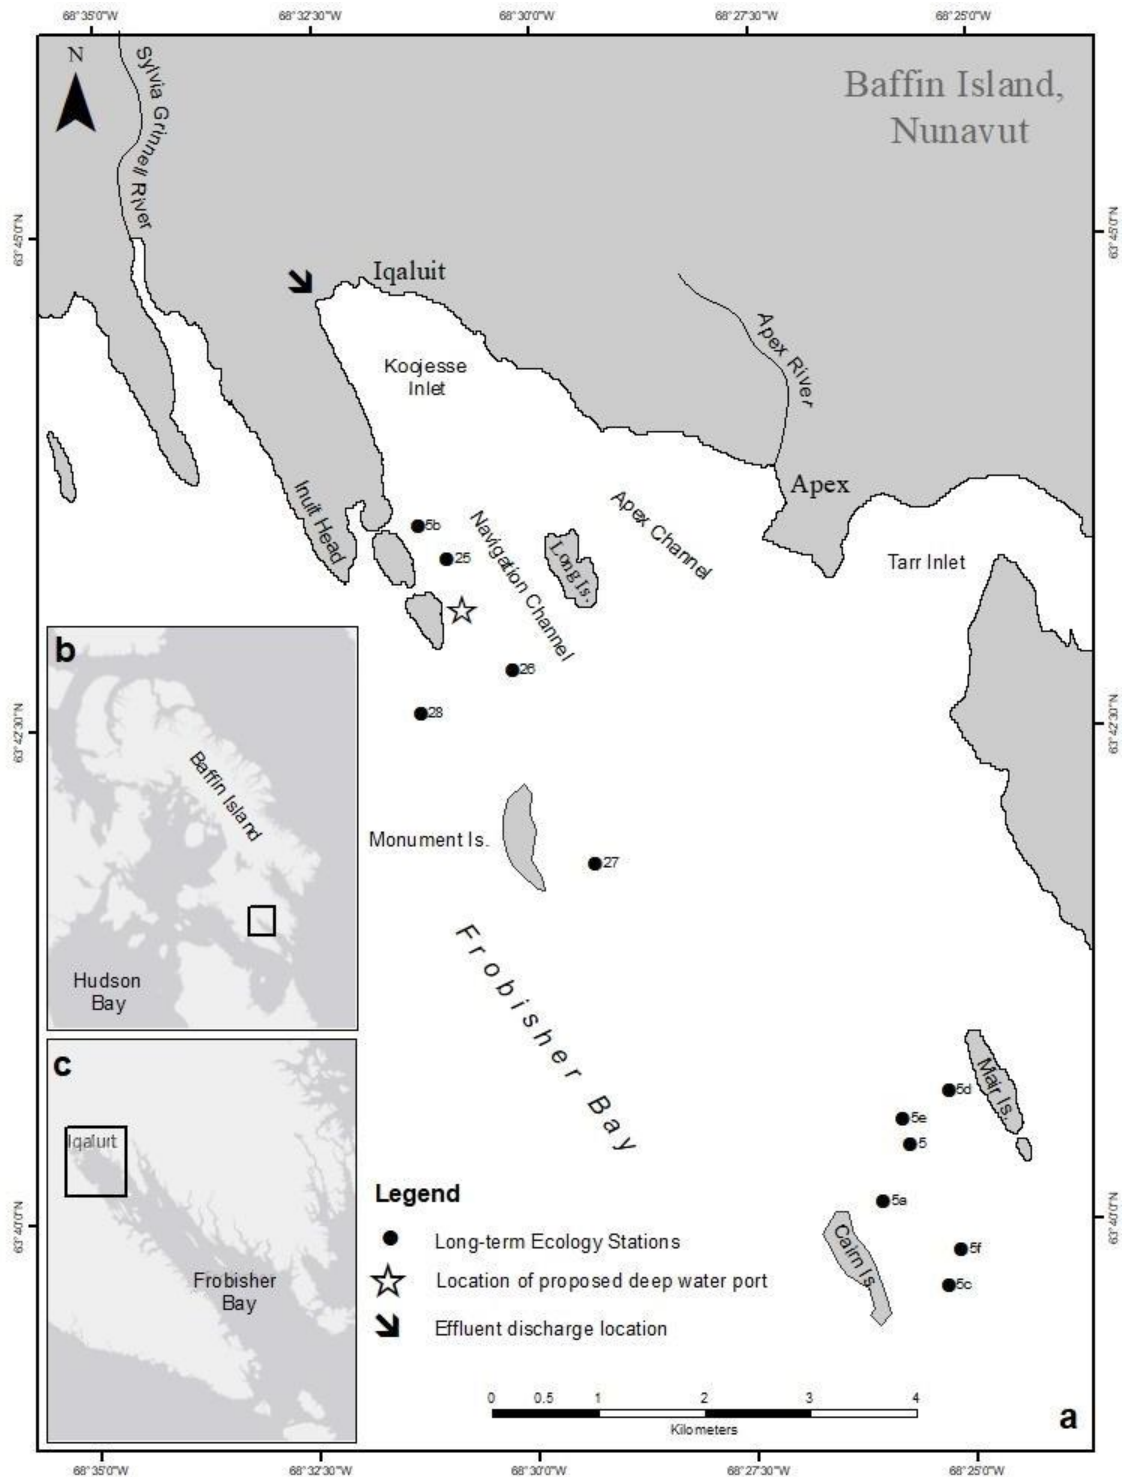 68°35'0"W 68°32'30"W 68°30'0"W 68°27'30"W 68°25'0"W
N
Sylvia Grinnell River
Baffin Island,
Nunavut
63°45'0"N
63°45'0"N
Iqaluit
Koojesse
Inlet
Apex River
Apex
Inuit Head
5b
25
Navigation Channel
Long Is.
Apex Channel
Tarr Inlet
26
28
63°42'30"N
63°42'30"N
Monument Is.
27
Frobisher Bay
Mair Is.
5d
5e
5
5a
5f
5c
Cairn Is.
63°40'0"N
63°40'0"N
b
Baffin Island
Hudson
Bay
c
Iqaluit
Frobisher
Bay
Legend
Long-term Ecology Stations
Location of proposed deep water port
Effluent discharge location
0 0.5 1 2 3 4
Kilometers
a
68°35'0"W 68°32'30"W 68°30'0"W 68°27'30"W 68°25'0"W